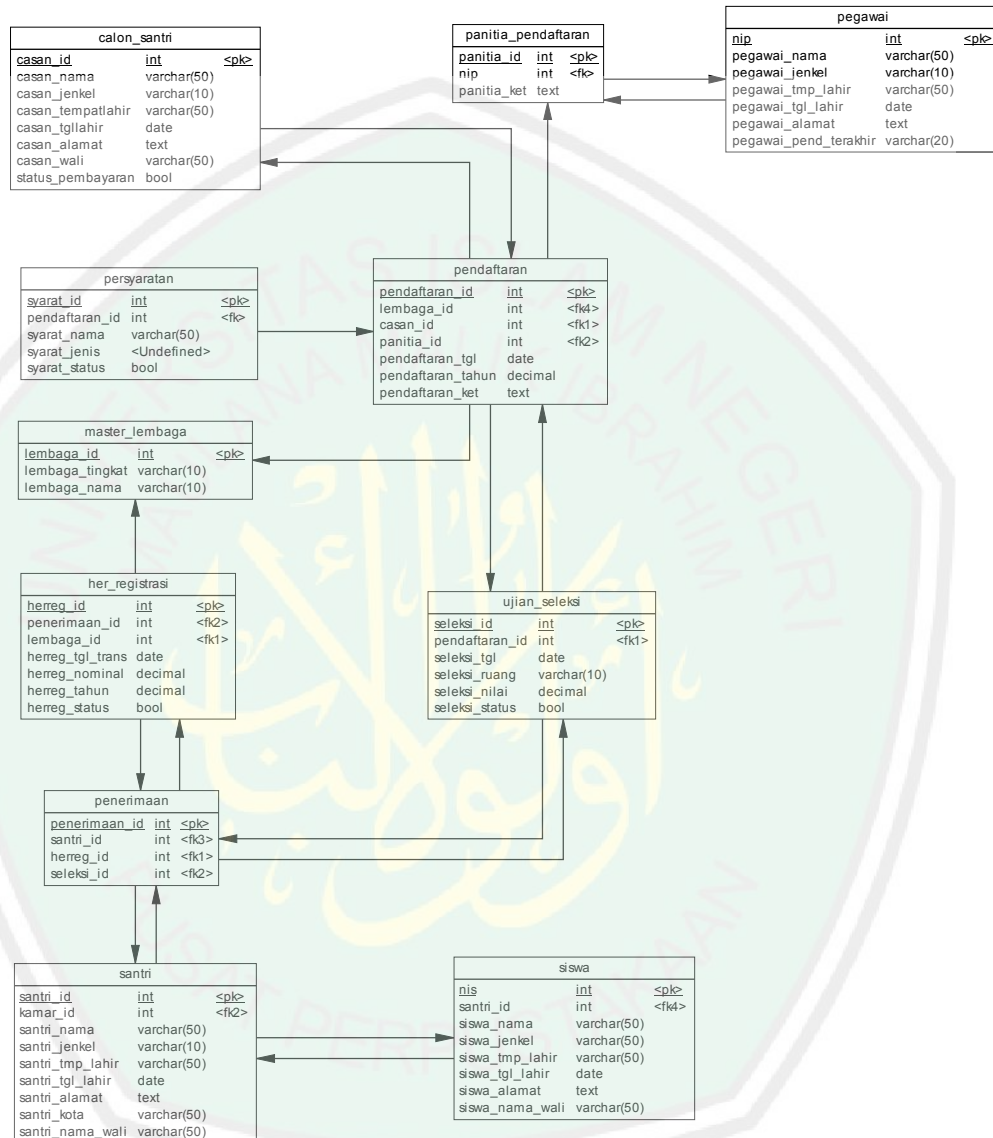 calon_santri
casan_id int <pk>
casan_nama varchar(50)
casan_jenkel varchar(10)
casan_tempatlahir varchar(50)
casan_tgllahir date
casan_alamat text
casan_wali varchar(50)
status_pembayaran bool
panitia_pendaftaran
panitia_id int <pk>
nip int <fk>
panitia_ket text
pegawai
nip int <pk>
pegawai_nama varchar(50)
pegawai_jenkel varchar(10)
pegawai_tmp_lahir varchar(50)
pegawai_tgl_lahir date
pegawai_alamat text
pegawai_pend_terakhir varchar(20)
persyaratan
syarat_id int <pk>
pendaftaran_id int <fk>
syarat_nama varchar(50)
syarat_jenis <Undefined>
syarat_status bool
pendaftaran
pendaftaran_id int <pk>
lembaga_id int <fk4>
casan_id int <fk1>
panitia_id int <fk2>
pendaftaran_tgl date
pendaftaran_tahun decimal
pendaftaran_ket text
master_lembaga
lembaga_id int <pk>
lembaga_tingkat varchar(10)
lembaga_nama varchar(10)
her_registrasi
herreg_id int <pk>
penerimaan_id int <fk2>
lembaga_id int <fk1>
herreg_tgl_trans date
herreg_nominal decimal
herreg_tahun decimal
herreg_status bool
ujian_seleksi
seleksi_id int <pk>
pendaftaran_id int <fk1>
seleksi_tgl date
seleksi_ruang varchar(10)
seleksi_nilai decimal
seleksi_status bool
penerimaan
penerimaan_id int <pk>
santri_id int <fk3>
herreg_id int <fk1>
seleksi_id int <fk2>
santri
santri_id int <pk>
kamar_id int <fk2>
santri_nama varchar(50)
santri_jenkel varchar(10)
santri_tmp_lahir varchar(50)
santri_tgl_lahir date
santri_alamat text
santri_kota varchar(50)
santri_nama_wali varchar(50)
siswa
nis int <pk>
santri_id int <fk4>
siswa_nama varchar(50)
siswa_jenkel varchar(50)
siswa_tmp_lahir varchar(50)
siswa_tgl_lahir date
siswa_alamat text
siswa_nama_wali varchar(50)
UNIVERSITAS ISLAM NEGERI
MAULANA MALIK IBRAHIM
PUSAT PERPUSTAKAAN